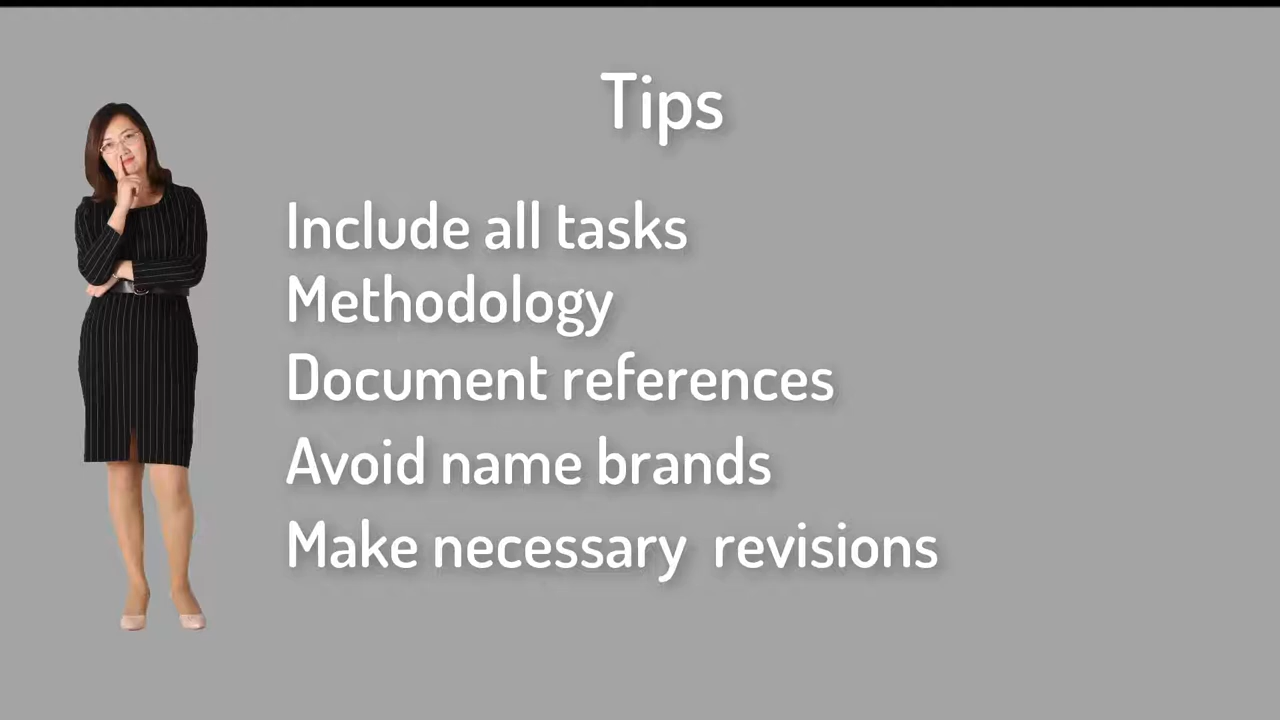 Tips
Include all tasks
Methodology
Document references
Avoid name brands
Make necessary revisions